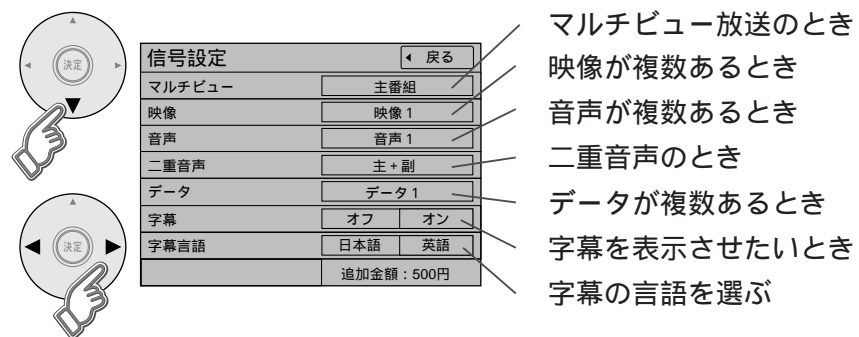 決定
決定
信号設定 戻る
マルチビュー 主番組
映像 映像 1
音声 音声 1
二重音声 主+副
データ データ 1
字幕 オフ オン
字幕言語 日本語 英語
追加金額：500円
マルチビュー放送のとき
映像が複数あるとき
音声が複数あるとき
二重音声のとき
データが複数あるとき
字幕を表示させたいとき
字幕の言語を選ぶ